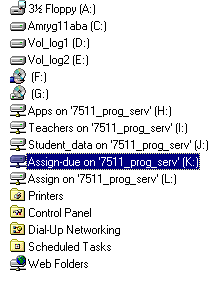 3½ Floppy (A:)
Amryg11aba (C:)
Vol_log1 (D:)
Vol_log2 (E:)
(F:)
(G:)
Apps on '7511_prog_serv' (H:)
Teachers on '7511_prog_serv' (I:)
Student_data on '7511_prog_serv' (J:
Assign-due on '7511_prog_serv' (K:)
Assign on '7511_prog_serv' (L:)
Printers
Control Panel
Dial-Up Networking
Scheduled Tasks
Web Folders